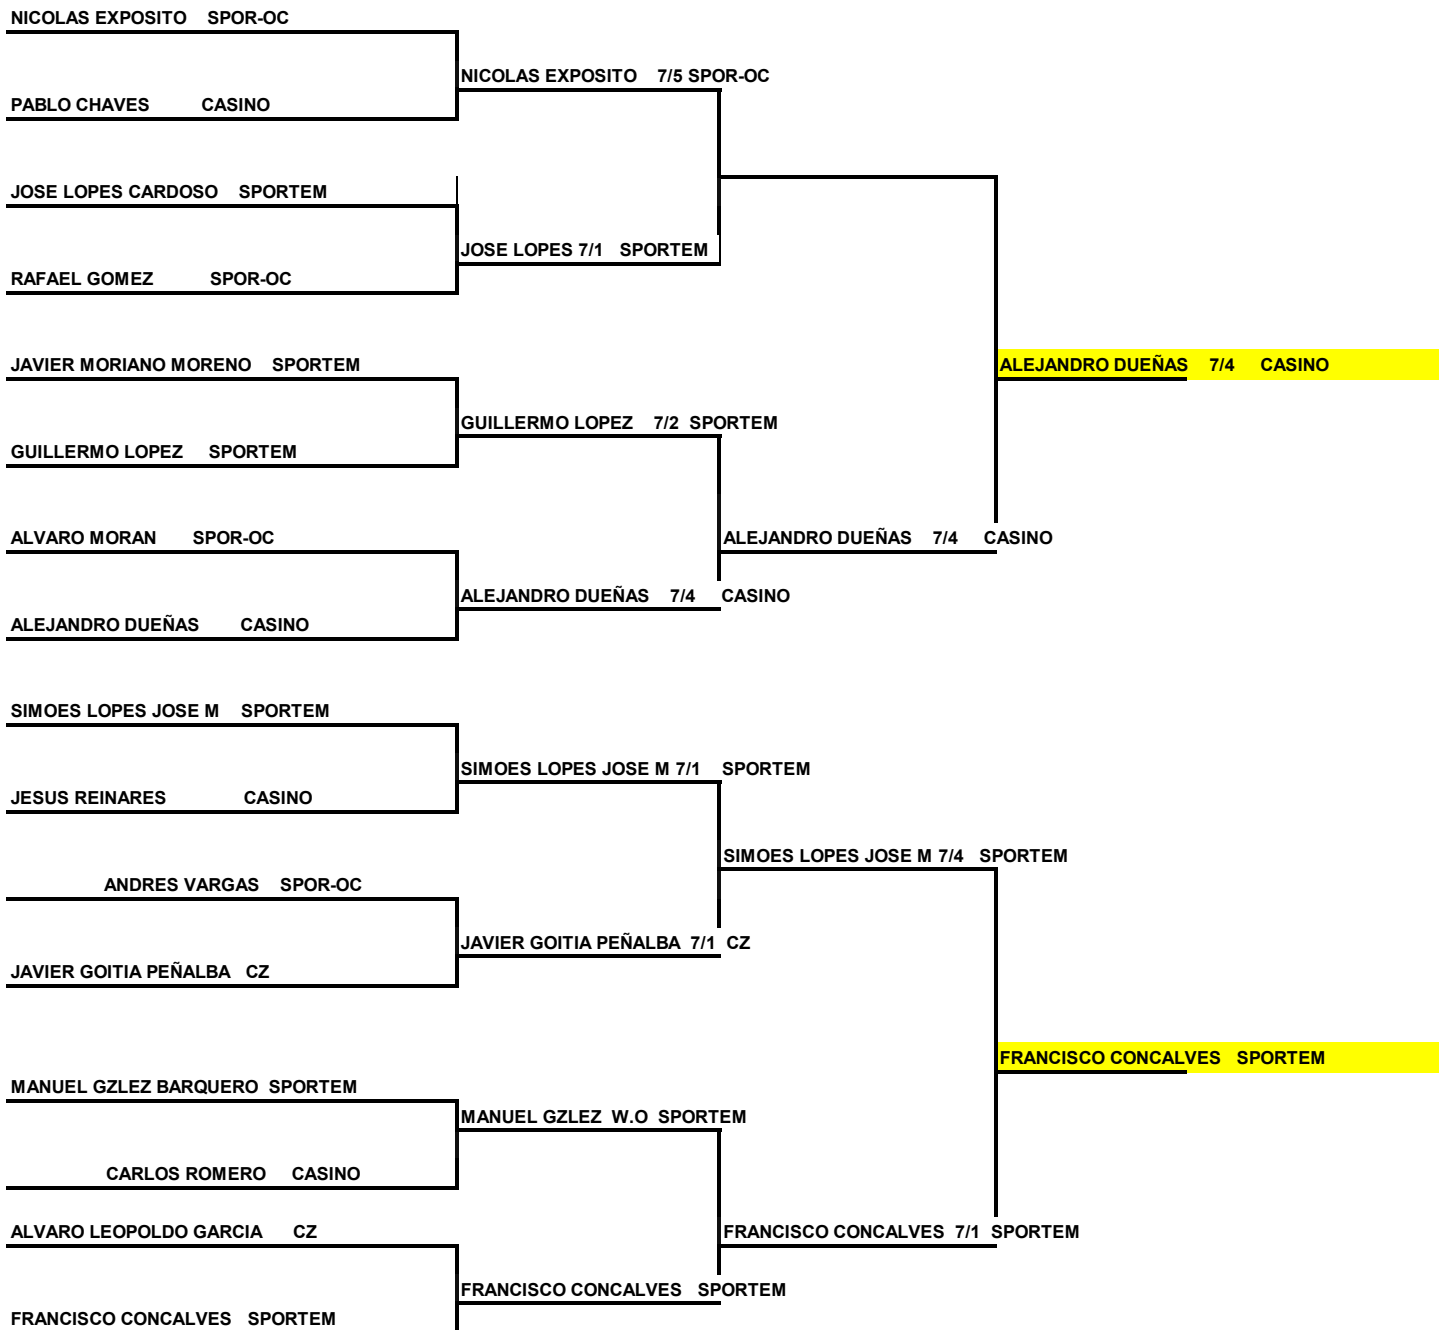 NICOLAS EXPOSITO SPOR-OC
NICOLAS EXPOSITO 7/5 SPOR-OC
PABLO CHAVES CASINO
JOSE LOPES CARDOSO SPORTEM
JOSE LOPES 7/1 SPORTEM
RAFAEL GOMEZ SPOR-OC
JAVIER MORIANO MORENO SPORTEM
ALEJANDRO DUEÑAS 7/4 CASINO
GUILLERMO LOPEZ 7/2 SPORTEM
GUILLERMO LOPEZ SPORTEM
ALVARO MORAN SPOR-OC
ALEJANDRO DUEÑAS 7/4 CASINO
ALEJANDRO DUEÑAS 7/4 CASINO
ALEJANDRO DUEÑAS CASINO
SIMOES LOPES JOSE M SPORTEM
SIMOES LOPES JOSE M 7/1 SPORTEM
JESUS REINARES CASINO
SIMOES LOPES JOSE M 7/4 SPORTEM
ANDRES VARGAS SPOR-OC
JAVIER GOITIA PEÑALBA 7/1 CZ
JAVIER GOITIA PEÑALBA CZ
FRANCISCO CONCALVES SPORTEM
MANUEL GZLEZ BARQUERO SPORTEM
MANUEL GZLEZ W.O SPORTEM
CARLOS ROMERO CASINO
ALVARO LEOPOLDO GARCIA CZ
FRANCISCO CONCALVES 7/1 SPORTEM
FRANCISCO CONCALVES SPORTEM
FRANCISCO CONCALVES SPORTEM